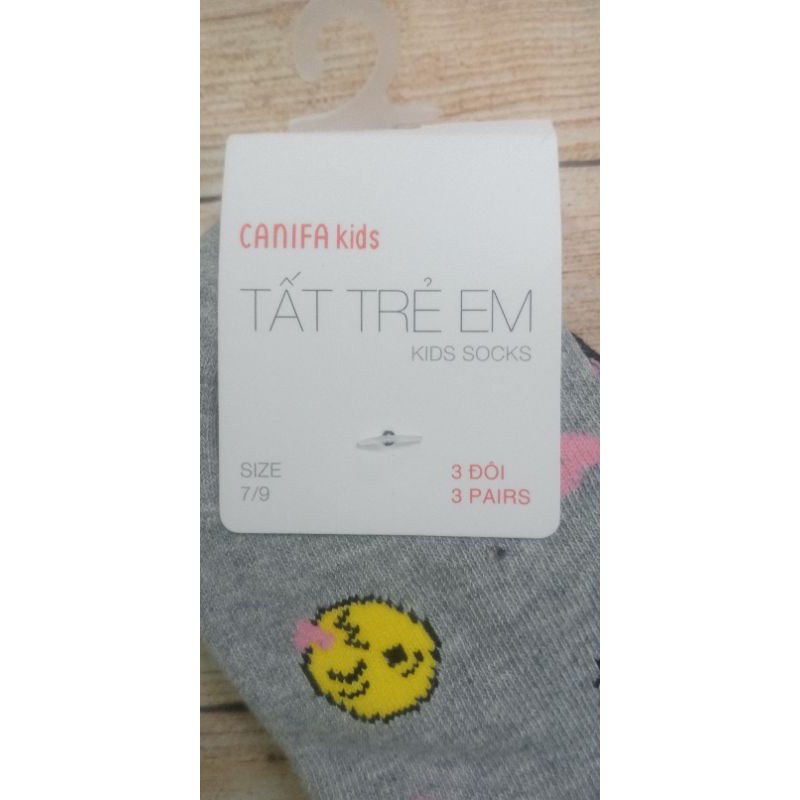 CANIFA kids
TẤT TRẺ EM
KIDS SOCKS
SIZE
7/9
3 ĐÔI
3 PAIRS